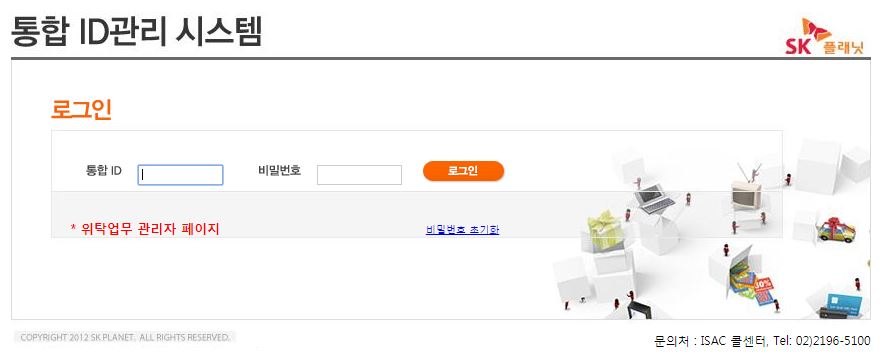 통합 ID관리 시스템
SK 플래닛
로그인
통합 ID
비밀번호
로그인
* 위탁업무 관리자 페이지
비밀번호 초기화
30%
COPYRIGHT 2012 SK PLANET. ALL RIGHTS RESERVED.
문의처 : ISAC 콜센터, Tel: 02)2196-5100